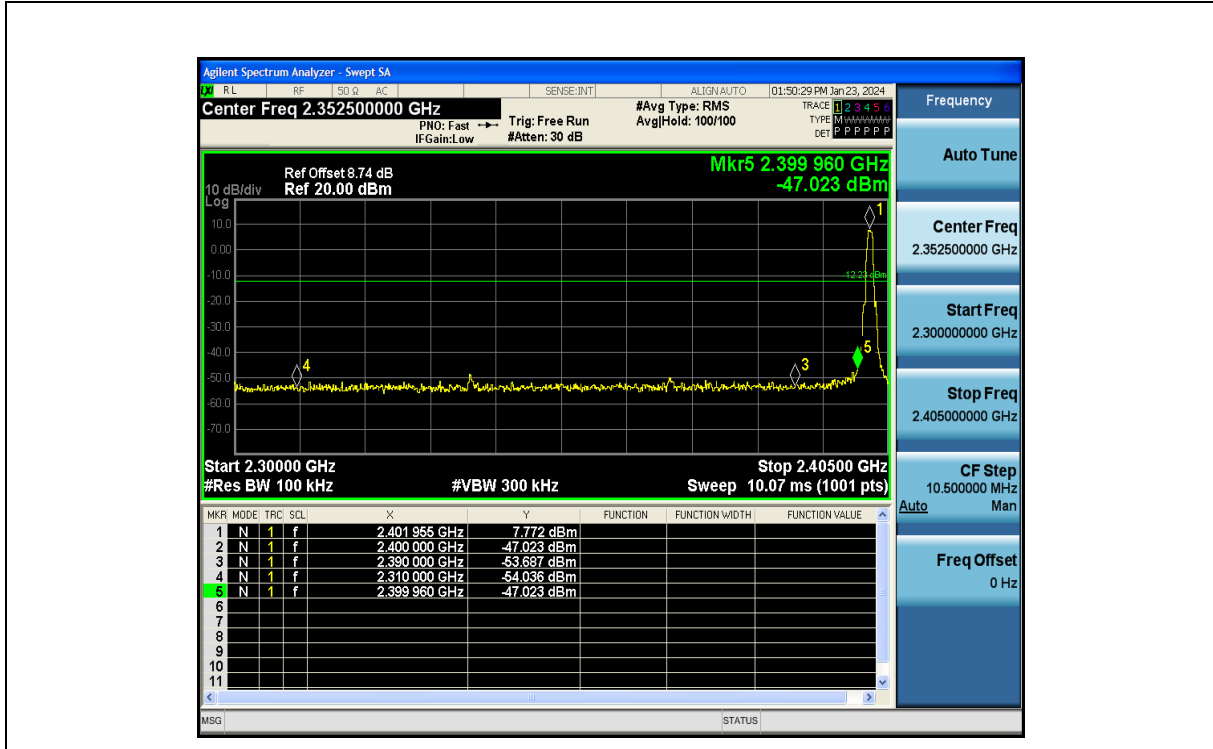 Agilent Spectrum Analyzer - Swept SA
LXI RL RF 50 Ω AC SENSE:INT ALIGN AUTO 01:50:29 PM Jan 23, 2024
Center Freq 2.352500000 GHz
PNO: Fast
IFGain:Low
Trig: Free Run
#Atten: 30 dB
#Avg Type: RMS
Avg|Hold: 100/100
TRACE 1 2 3 4 5 6
TYPE M W W W W W
DET P P P P P P
Ref Offset 8.74 dB
10 dB/div Ref 20.00 dBm
Log
Mkr5 2.399 960 GHz
-47.023 dBm
10.0
0.00
-10.0
-20.0
-30.0
-40.0
-50.0
-60.0
-70.0
1
-12.23 dBm
5
4
3
Start 2.30000 GHz Stop 2.40500 GHz
#Res BW 100 kHz #VBW 300 kHz Sweep 10.07 ms (1001 pts)
MKR MODE TRC SCL X Y FUNCTION FUNCTION WIDTH FUNCTION VALUE
1 N 1 f 2.401 955 GHz 7.772 dBm
2 N 1 f 2.400 000 GHz -47.023 dBm
3 N 1 f 2.390 000 GHz -53.687 dBm
4 N 1 f 2.310 000 GHz -54.036 dBm
5 N 1 f 2.399 960 GHz -47.023 dBm
6
7
8
9
10
11
MSG STATUS
Frequency
Auto Tune
Center Freq
2.352500000 GHz
Start Freq
2.300000000 GHz
Stop Freq
2.405000000 GHz
CF Step
10.500000 MHz
Auto Man
Freq Offset
0 Hz